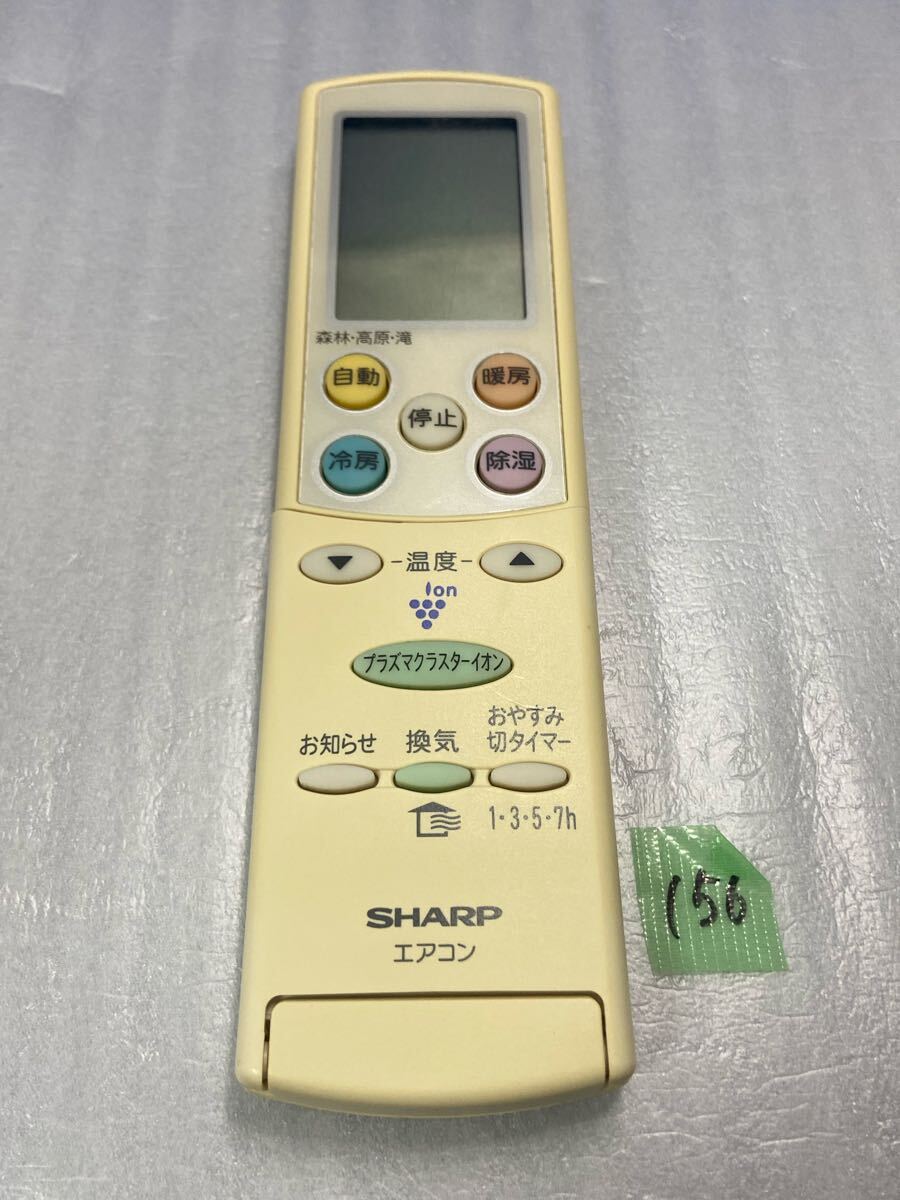 森林・高原・滝
自動 暖房
停止
冷房 除湿
▼ -温度- ▲
Ion
プラズマクラスターイオン
お知らせ 換気 おやすみ
切タイマー
1・3・5・7h
156
SHARP
エアコン